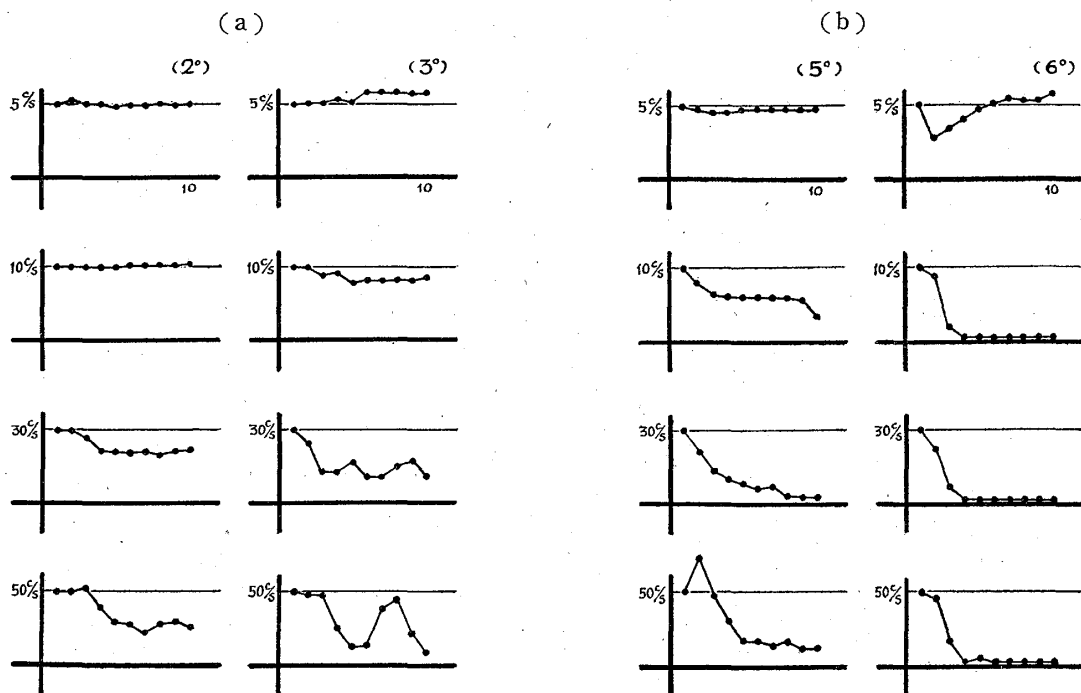 (a) (b)
(2°) (3°) (5°) (6°)
5 c/s 5 c/s 5 c/s 5 c/s
10 10 10 10
10 c/s 10 c/s 10 c/s 10 c/s
30 c/s 30 c/s 30 c/s 30 c/s
50 c/s 50 c/s 50 c/s 50 c/s